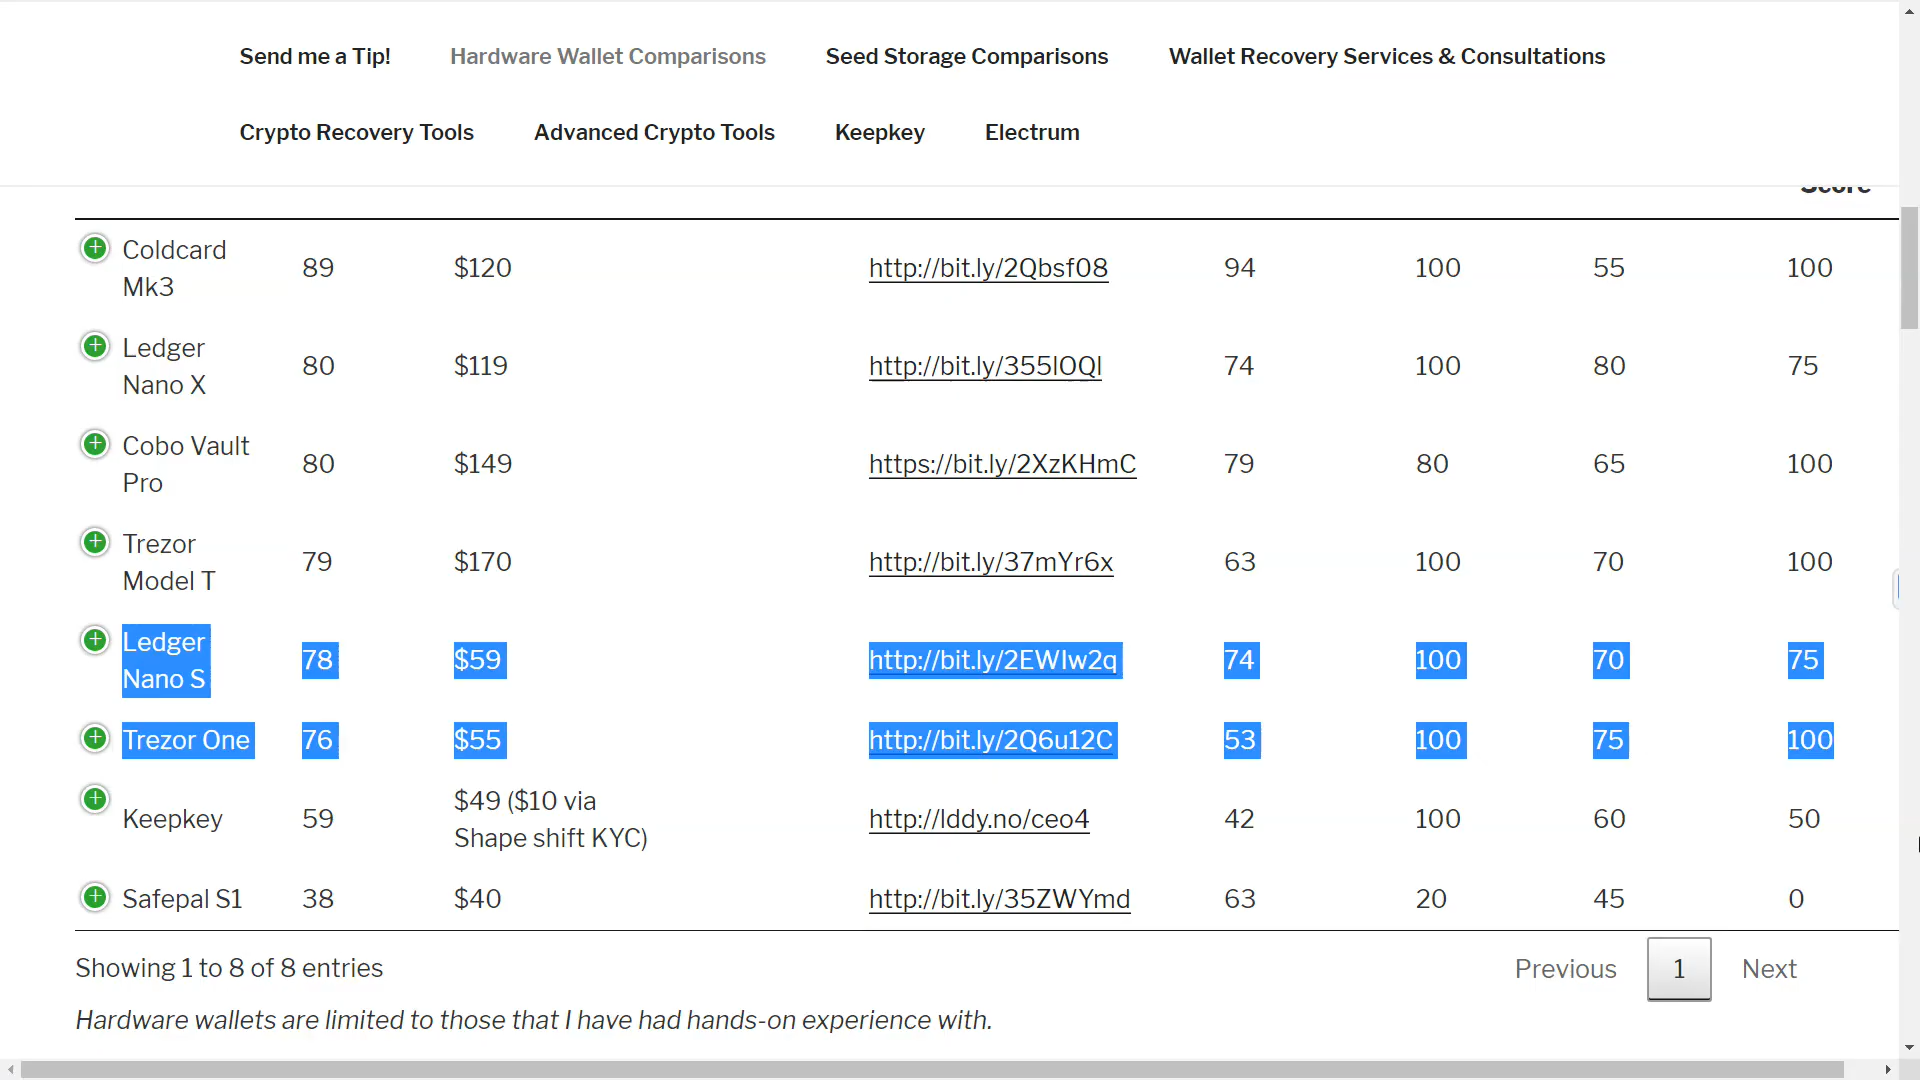 Send me a Tip! Hardware Wallet Comparisons Seed Storage Comparisons Wallet Recovery Services & Consultations
Crypto Recovery Tools Advanced Crypto Tools Keepkey Electrum
Score
Coldcard
Mk3 89 $120 http://bit.ly/2Qbsf08 94 100 55 100
Ledger
Nano X 80 $119 http://bit.ly/355lOQl 74 100 80 75
Cobo Vault
Pro 80 $149 https://bit.ly/2XzKHmC 79 80 65 100
Trezor
Model T 79 $170 http://bit.ly/37mYr6x 63 100 70 100
Ledger
Nano S 78 $59 http://bit.ly/2EWIw2q 74 100 70 75
Trezor One 76 $55 http://bit.ly/2Q6u12C 53 100 75 100
$49 ($10 via
Keepkey 59 http://lddy.no/ceo4 42 100 60 50
Shape shift KYC)
Safepal S1 38 $40 http://bit.ly/35ZWYmd 63 20 45 0
Showing 1 to 8 of 8 entries Previous 1 Next
Hardware wallets are limited to those that I have had hands-on experience with.